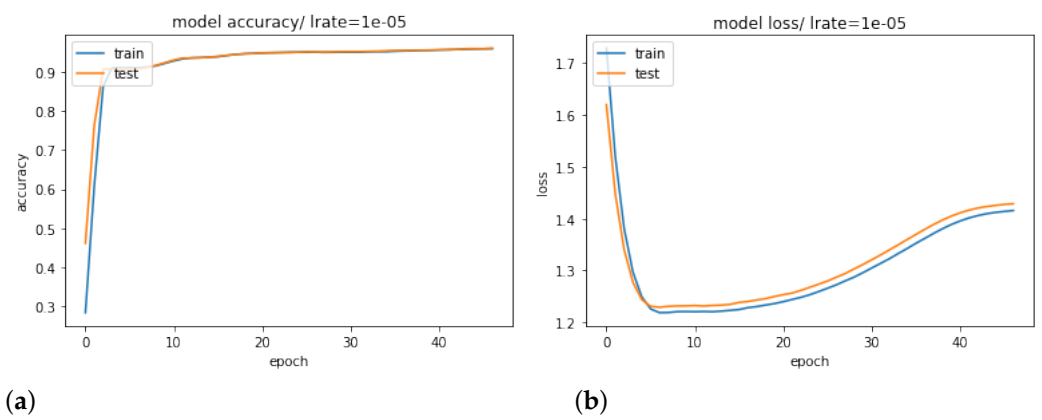 model accuracy/ lrate=1e-05
train
test
0.9
0.8
0.7
0.6
0.5
0.4
0.3
accuracy
0 10 20 30 40
epoch
(a)
model loss/ lrate=1e-05
train
test
1.7
1.6
1.5
1.4
1.3
1.2
loss
0 10 20 30 40
epoch
(b)